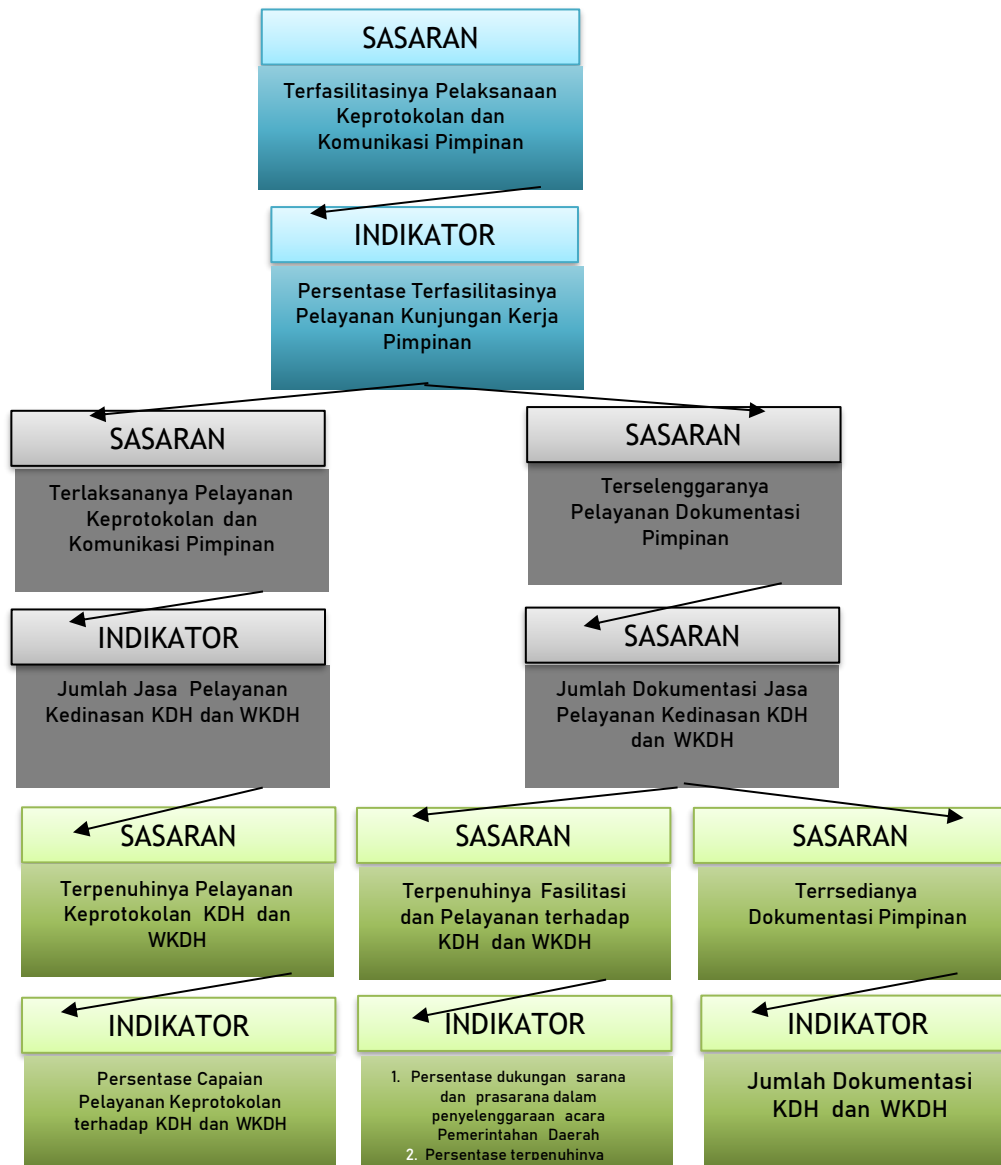 SASARAN
Terfasilitasinya Pelaksanaan
Keprotokolan dan
Komunikasi Pimpinan
INDIKATOR
Persentase Terfasilitasinya
Pelayanan Kunjungan Kerja
Pimpinan
SASARAN
Terlaksananya Pelayanan
Keprotokolan dan
Komunikasi Pimpinan
SASARAN
Terselenggaranya
Pelayanan Dokumentasi
Pimpinan
INDIKATOR
Jumlah Jasa Pelayanan
Kedinasan KDH dan WKDH
SASARAN
Jumlah Dokumentasi Jasa
Pelayanan Kedinasan KDH
dan WKDH
SASARAN
Terpenuhinya Pelayanan
Keprotokolan KDH dan
WKDH
SASARAN
Terpenuhinya Fasilitasi
dan Pelayanan terhadap
KDH dan WKDH
SASARAN
Terrsedianya
Dokumentasi Pimpinan
INDIKATOR
Persentase Capaian
Pelayanan Keprotokolan
terhadap KDH dan WKDH
INDIKATOR
1. Persentase dukungan sarana
dan prasarana dalam
penyelenggaraan acara
Pemerintahan Daerah
2. Persentase terpenuhinya
INDIKATOR
Jumlah Dokumentasi
KDH dan WKDH